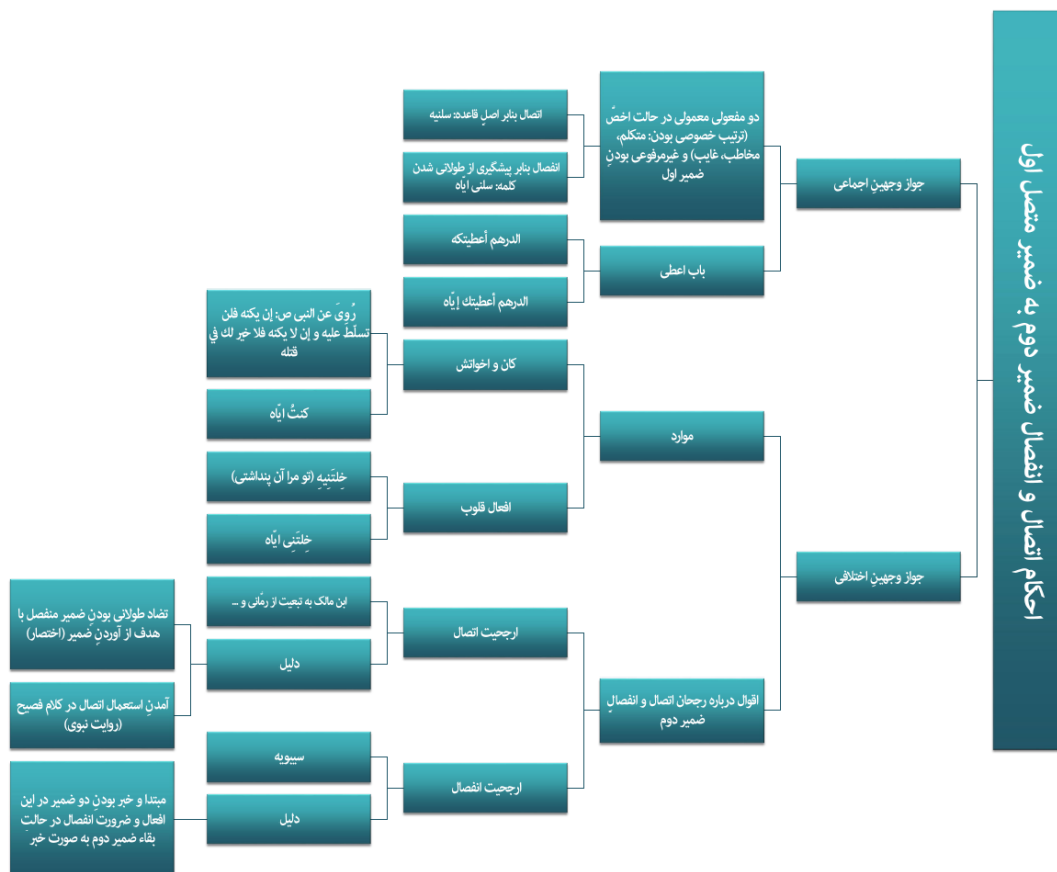 احکام اتصال و انفصال ضمیر دوم به ضمیر متصل اول
جواز وجهینِ اجماعی
دو مفعولی معمولی در حالت اخصّ
(ترتیب خصوصی بودن: متکلم،
مخاطب، غایب) و غیرمرفوعی بودنِ
ضمیر اول
اتصال بنابر اصلِ قاعده: سلنیه
انفصال بنابر پیشگیری از طولانی شدن
کلمه: سلنی ایّاه
باب اعطی
الدرهم أعطیتکه
الدرهم أعطیتك إیّاه
جواز وجهینِ اختلافی
موارد
کان و اخواتش
رُوِیَ عن النبی ص: إن یکنه فلن
تسلّطَ علیه و إن لا یکنه فلا خیر لك في
قتله
کنتُ ایّاه
افعال قلوب
خِلتَنِیهِ (تو مرا آن پنداشتی)
خِلتَنِی ایّاه
اقوال درباره رجحان اتصال و انفصالِ
ضمیر دوم
ارجحیت اتصال
ابن مالک به تبعیت از رمّانی و ...
دلیل
تضاد طولانی بودنِ ضمیر منفصل با
هدف از آوردنِ ضمیر (اختصار)
آمدنِ استعمال اتصال در کلام فصیح
(روایت نبوی)
ارجحیت انفصال
سیبویه
دلیل
مبتدا و خبر بودنِ دو ضمیر در این
افعال و ضرورت انفصال در حالتِ
بقاء ضمیر دوم به صورت خبر